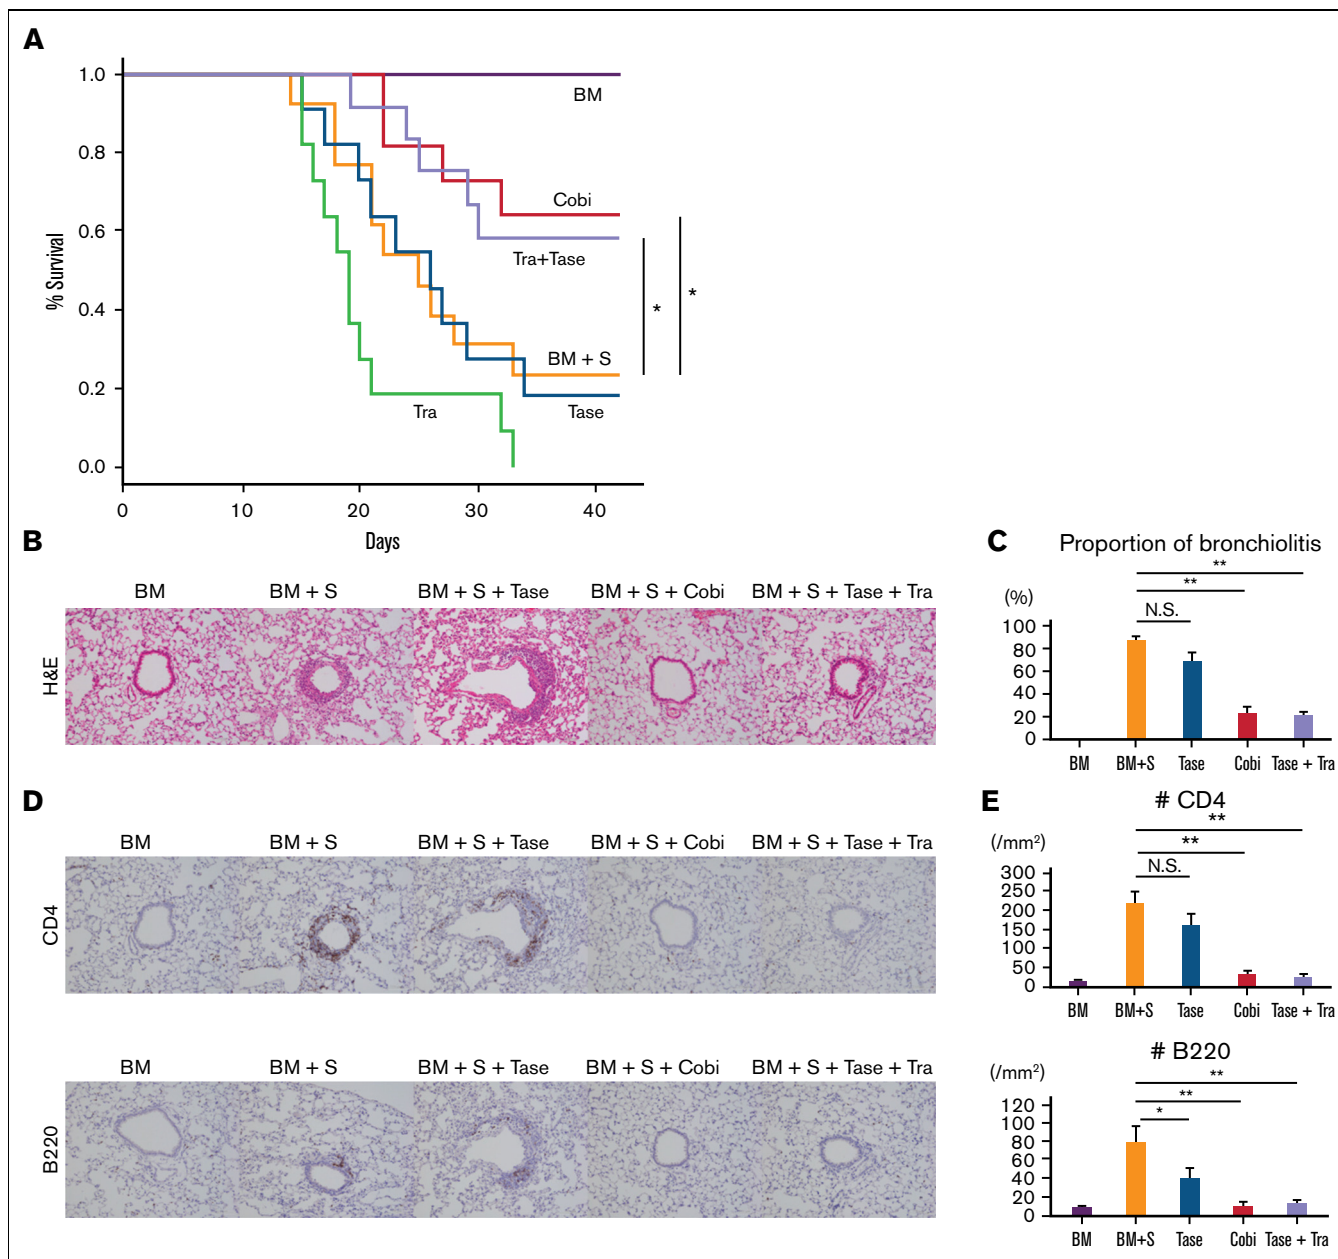 A
1.0
0.8
0.6
0.4
0.2
0.0
% Survival
BM
Cobi
Tra+Tase
BM + S
Tra
Tase
*
*
0 10 20 30 40
Days
B
BM BM + S BM + S + Tase BM + S + Cobi BM + S + Tase + Tra
H&E
C
Proportion of bronchiolitis
**
**
N.S.
(%)
100
80
60
40
20
0
BM BM+S Tase Cobi Tase + Tra
D
BM BM + S BM + S + Tase BM + S + Cobi BM + S + Tase + Tra
CD4
BM BM + S BM + S + Tase BM + S + Cobi BM + S + Tase + Tra
B220
E
# CD4
(/mm²)
**
**
N.S.
300
250
200
150
100
50
0
BM BM+S Tase Cobi Tase + Tra
# B220
(/mm²)
**
**
*
120
100
80
60
40
20
0
BM BM+S Tase Cobi Tase + Tra